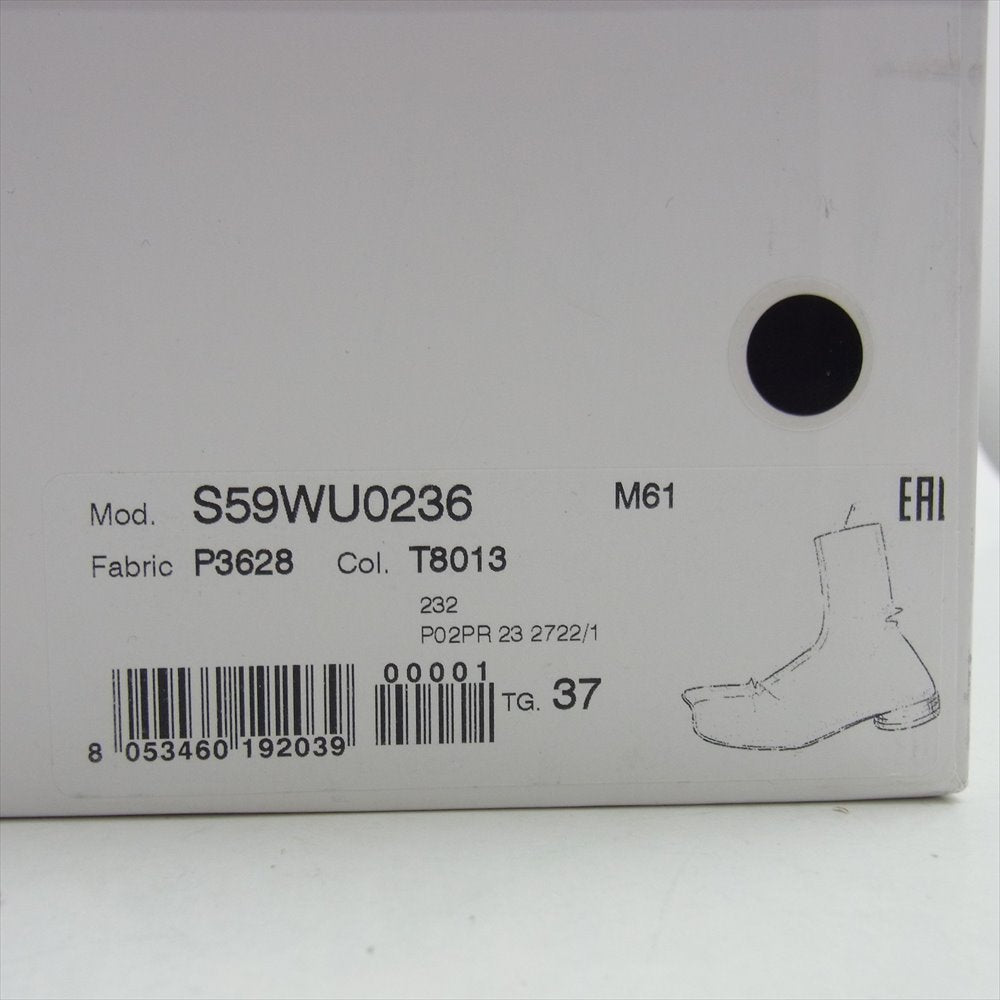 Mod. S59WU0236 M61 EAC
Fabric P3628 Col. T8013
232
P02PR 23 2722/1
00001
TG. 37
8 053460 192039